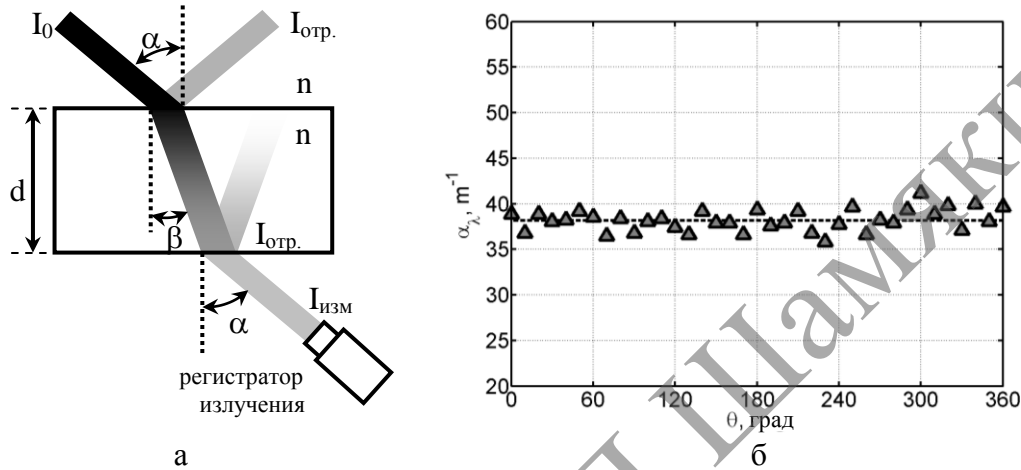 I₀
α
Iотр.
n
n
d
β
Iотр.
α
Iизм
регистратор
излучения
а
60
55
50
45
40
35
30
25
20
α_λ, m⁻¹
0
60
120
180
240
300
360
θ, град
б